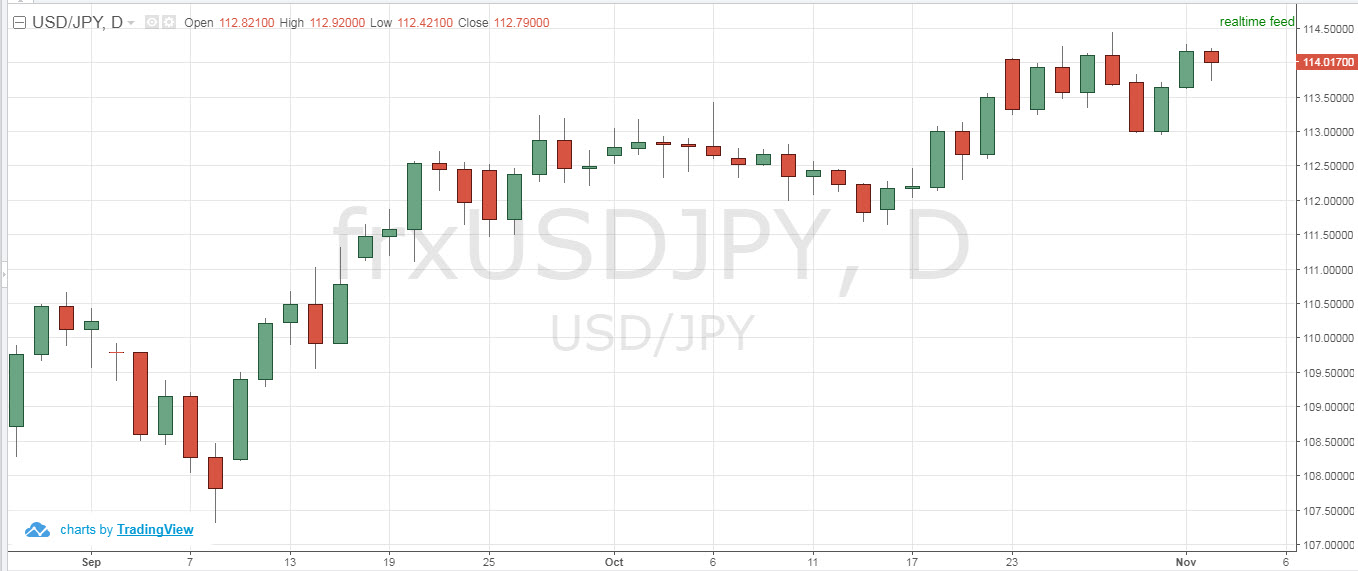 USD/JPY, D Open 112.82100 High 112.92000 Low 112.42100 Close 112.79000
realtime feed
114.50000
114.01700
113.50000
113.00000
112.50000
112.00000
111.50000
111.00000
110.50000
110.00000
109.50000
109.00000
108.50000
108.00000
107.50000
107.00000
frxUSDJPY, D
USD/JPY
charts by TradingView
Sep 7 13 19 25 Oct 6 11 17 23 Nov 6